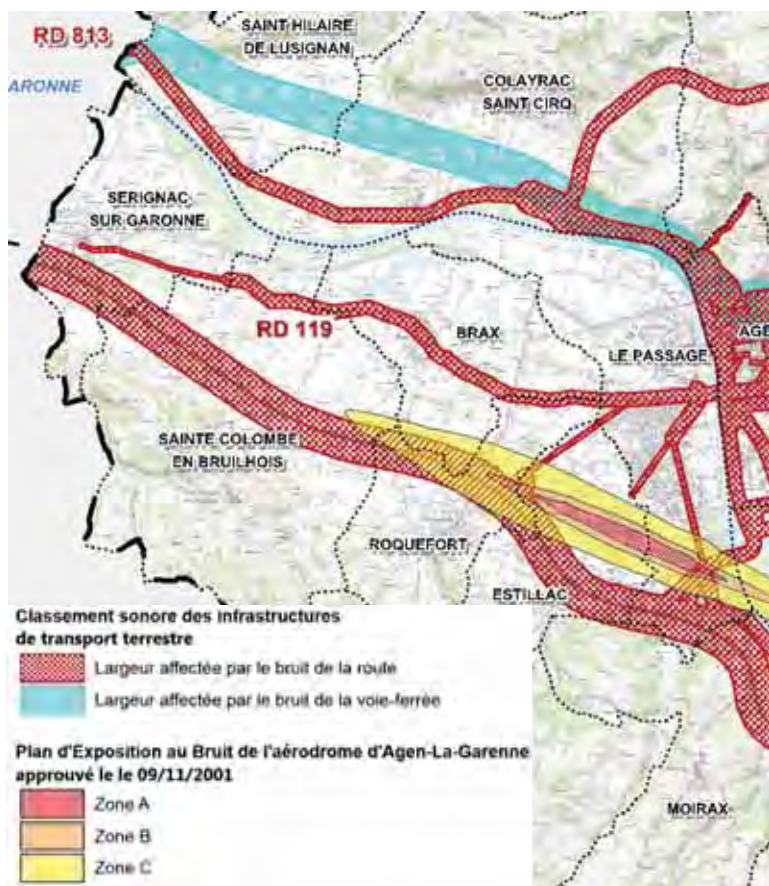 RD 813
SAINT HILAIRE
DE LUSIGNAN
ARONNE
COLAYRAC
SAINT CIRQ
SERIGNAC
SUR GARONNE
RD 119
BRAX
LE PASSAGE
AGE
SAINTE COLOMBE
EN BRUILHOIS
ROQUEFORT
ESTILLAC
MOIRAX
Classement sonore des infrastructures
de transport terrestre
Largeur affectée par le bruit de la route
Largeur affectée par le bruit de la voie-ferrée
Plan d'Exposition au Bruit de l'aérodrome d'Agen-La-Garenne
approuvé le le 09/11/2001
Zone A
Zone B
Zone C